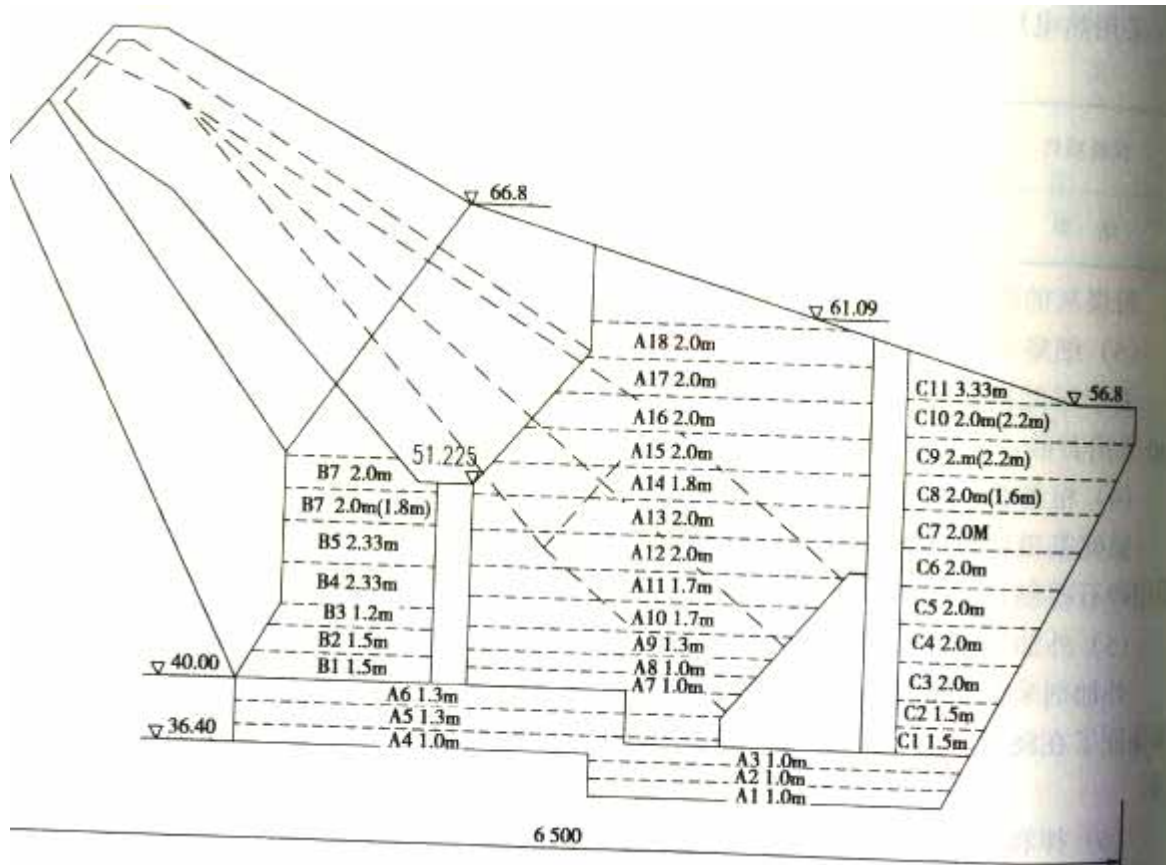 66.8
61.09
A18 2.0m
A17 2.0m
A16 2.0m
A15 2.0m
A14 1.8m
A13 2.0m
A12 2.0m
A11 1.7m
A10 1.7m
A9 1.3m
A8 1.0m
A7 1.0m
C11 3.33m
56.8
C10 2.0m(2.2m)
C9 2.m(2.2m)
C8 2.0m(1.6m)
C7 2.0M
C6 2.0m
C5 2.0m
C4 2.0m
C3 2.0m
C2 1.5m
C1 1.5m
51.225
B7 2.0m
B7 2.0m(1.8m)
B5 2.33m
B4 2.33m
B3 1.2m
B2 1.5m
B1 1.5m
40.00
A6 1.3m
A5 1.3m
36.40
A4 1.0m
A3 1.0m
A2 1.0m
A1 1.0m
6 500